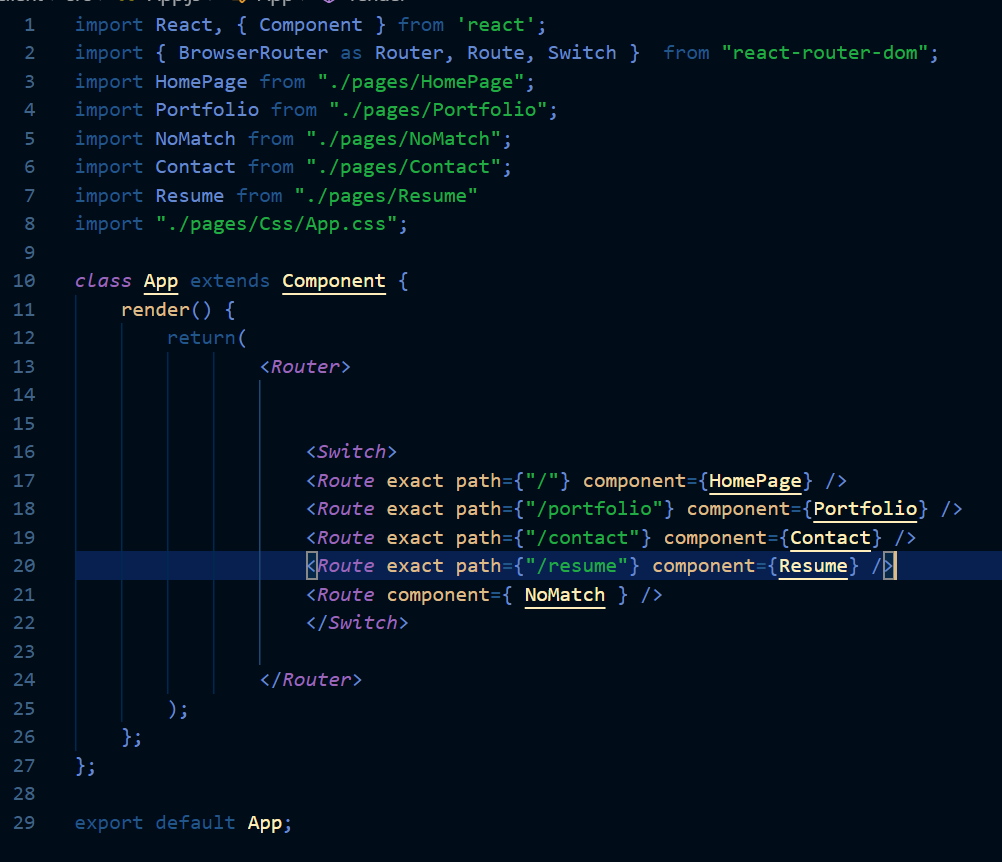 1 import React, { Component } from 'react';
2 import { BrowserRouter as Router, Route, Switch }  from "react-router-dom";
3 import HomePage from "./pages/HomePage";
4 import Portfolio from "./pages/Portfolio";
5 import NoMatch from "./pages/NoMatch";
6 import Contact from "./pages/Contact";
7 import Resume from "./pages/Resume"
8 import "./pages/Css/App.css";
9
10 class App extends Component {
11     render() {
12         return(
13                 <Router>
14
15
16                     <Switch>
17                     <Route exact path={"/"} component={HomePage} />
18                     <Route exact path={"/portfolio"} component={Portfolio} />
19                     <Route exact path={"/contact"} component={Contact} />
20                     <Route exact path={"/resume"} component={Resume} />
21                     <Route component={ NoMatch } />
22                     </Switch>
23
24                 </Router>
25         );
26     };
27 };
28
29 export default App;